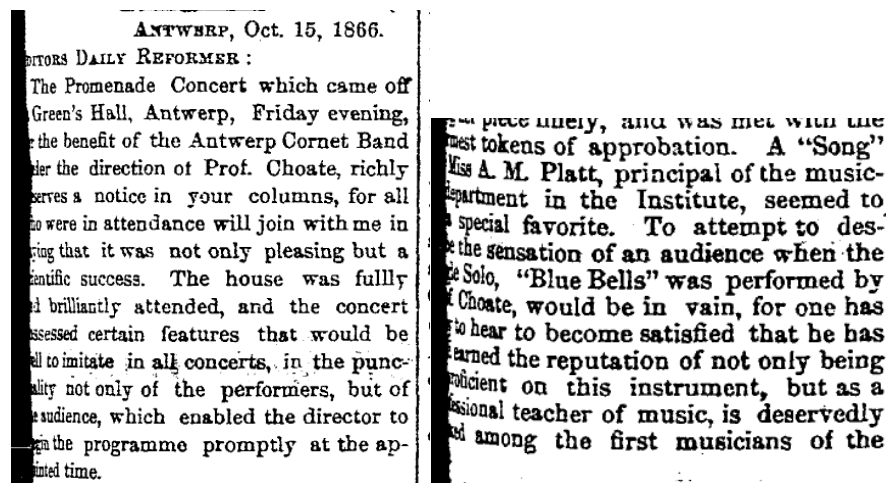 ANTWERP, Oct. 15, 1866.
DAILY REFORMER :
The Promenade Concert which came off
Green's Hall, Antwerp, Friday evening,
the benefit of the Antwerp Cornet Band
the direction of Prof. Choate, richly
a notice in your columns, for all
were in attendance will join with me in
that it was not only pleasing but a
success. The house was fullly
brilliantly attended, and the concert
certain features that would be
to imitate in all concerts, in the punc-
not only of the performers, but of
audience, which enabled the director to
the programme promptly at the ap-
time.
piece finely, and was met with the
tokens of approbation. A "Song"
Miss A. M. Platt, principal of the music-
in the Institute, seemed to
special favorite. To attempt to des-
the sensation of an audience when the
Solo, "Blue Bells" was performed by
Choate, would be in vain, for one has
to hear to become satisfied that he has
earned the reputation of not only being
on this instrument, but as a
teacher of music, is deservedly
among the first musicians of the